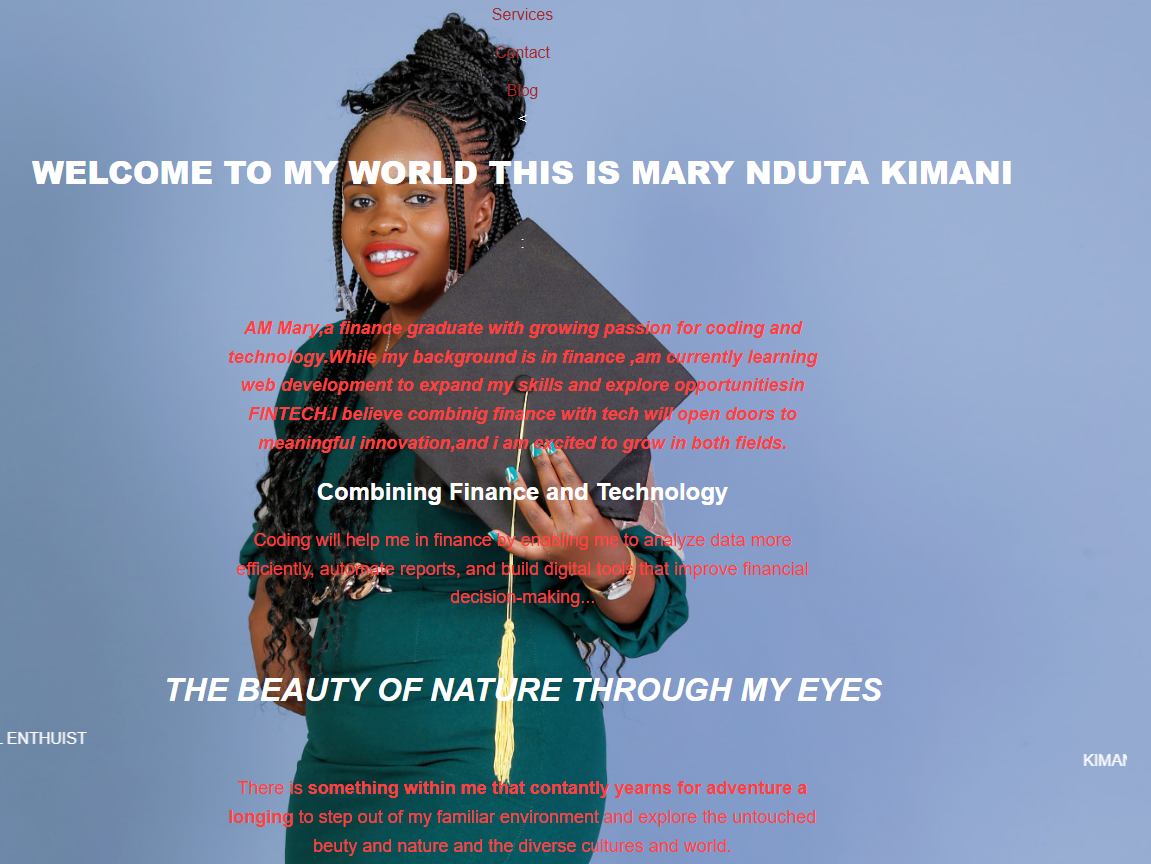 Services
Contact
Blog
<
WELCOME TO MY WORLD THIS IS MARY NDUTA KIMANI
:
AM Mary,a finance graduate with growing passion for coding and
technology.While my background is in finance ,am currently learning
web development to expand my skills and explore opportunitiesin
FINTECH.I believe combinig finance with tech will open doors to
meaningful innovation,and i am excited to grow in both fields.
Combining Finance and Technology
Coding will help me in finance by enabling me to analyze data more
efficiently, automate reports, and build digital tools that improve financial
decision-making...
THE BEAUTY OF NATURE THROUGH MY EYES
ENTHUIST
KIMAN
There is something within me that contantly yearns for adventure a
longing to step out of my familiar environment and explore the untouched
beuty and nature and the diverse cultures and world.